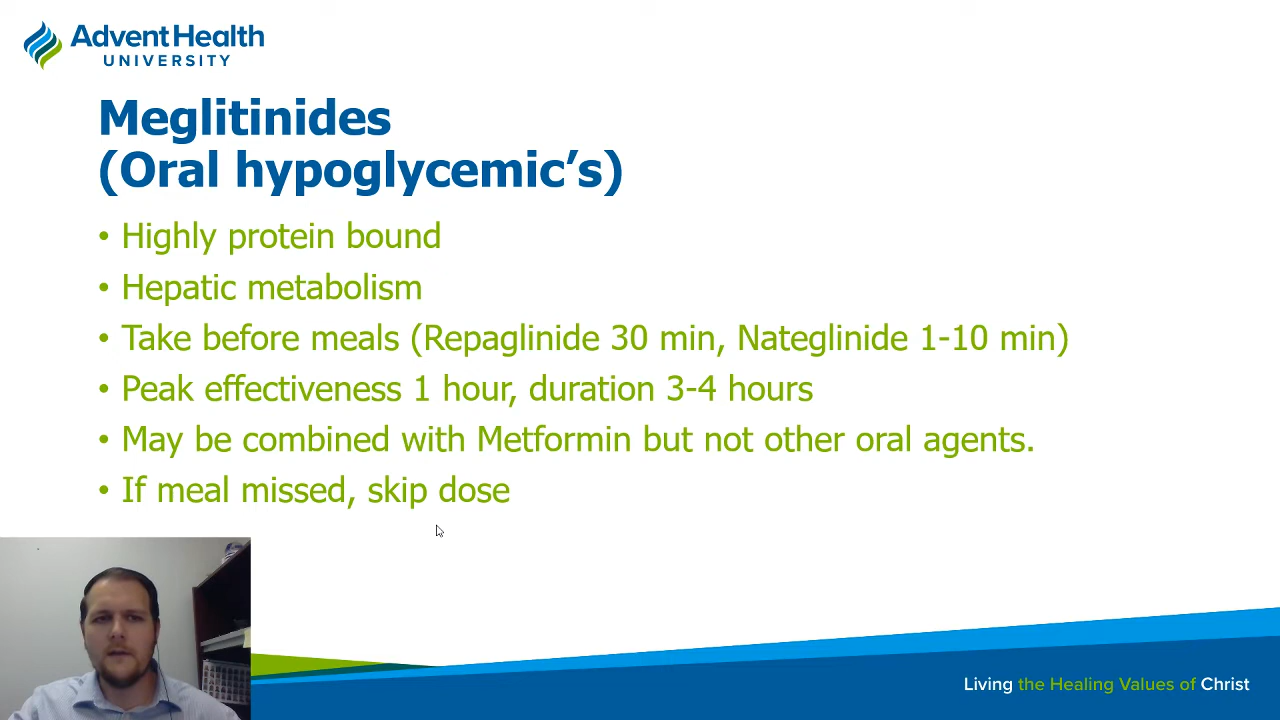 AdventHealth
UNIVERSITY
Meglitinides
(Oral hypoglycemic’s)
• Highly protein bound
• Hepatic metabolism
• Take before meals (Repaglinide 30 min, Nateglinide 1-10 min)
• Peak effectiveness 1 hour, duration 3-4 hours
• May be combined with Metformin but not other oral agents.
• If meal missed, skip dose
Living the Healing Values of Christ